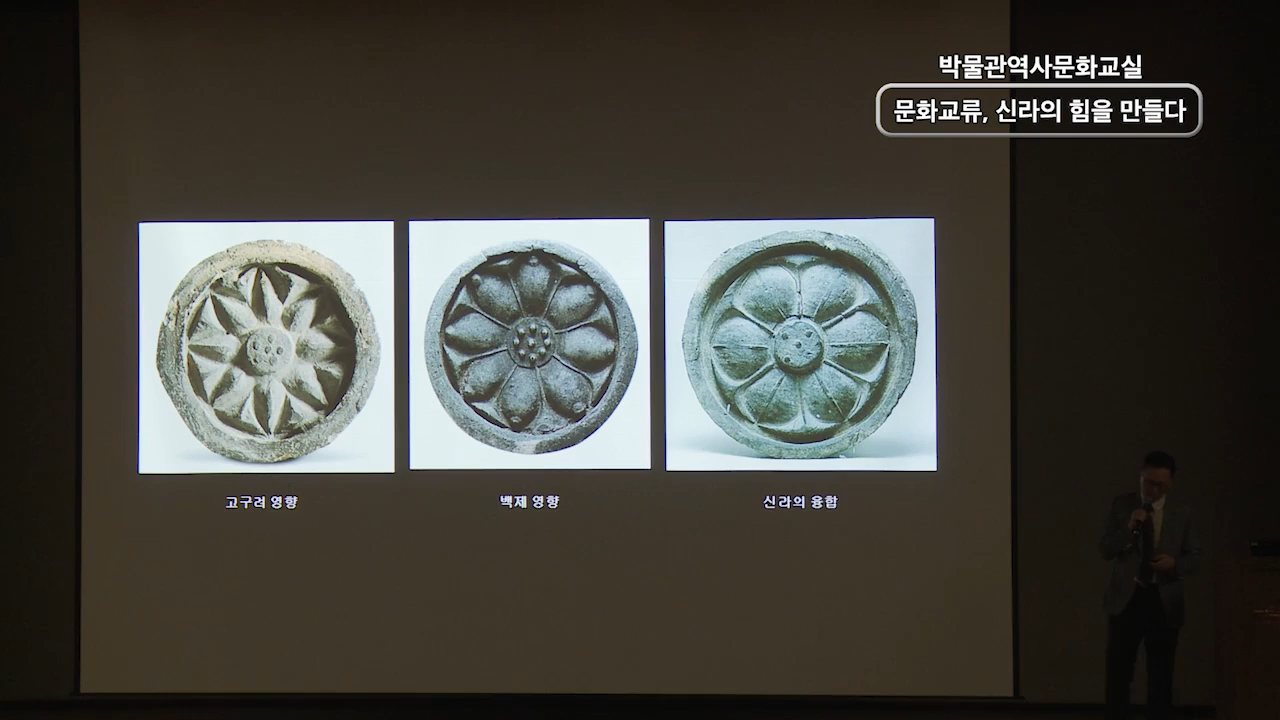 박물관역사문화교실
문화교류, 신라의 힘을 만들다
고구려 영향
백제 영향
신라의 융합